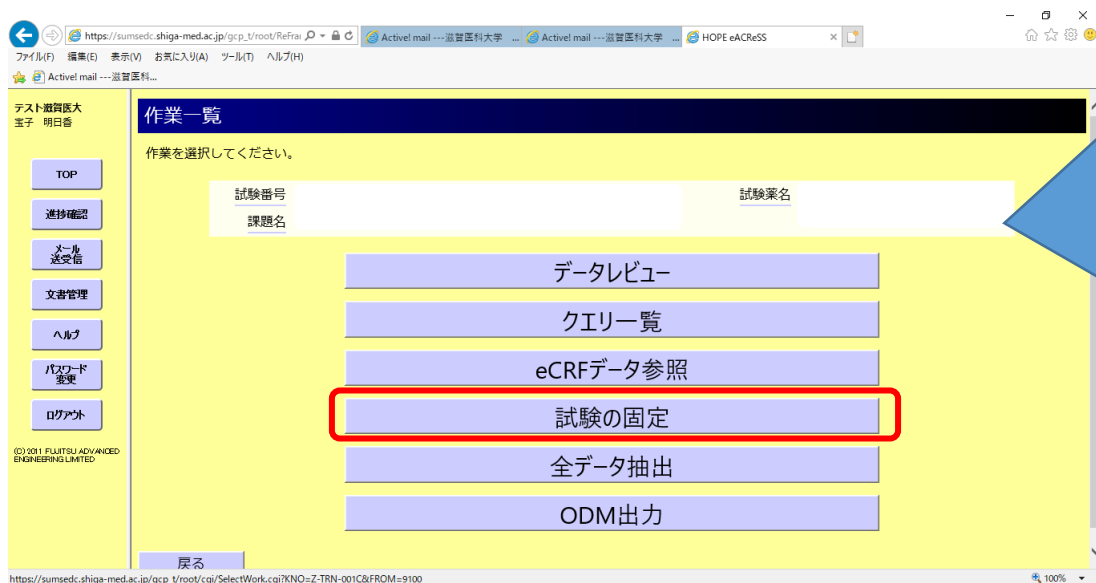 https://sumsedc.shiga-med.ac.jp/gcp_t/root/ReFrai
Active! mail ---滋賀医科大学 ...
Active! mail ---滋賀医科大学 ...
HOPE eACReSS
ファイル(F) 編集(E) 表示(V) お気に入り(A) ツール(T) ヘルプ(H)
Active! mail ---滋賀医科...
テスト滋賀医大
宝子 明日香
作業一覧
作業を選択してください。
試験番号
試験薬名
課題名
TOP
進捗確認
メール
送受信
文書管理
ヘルプ
パスワード
変更
ログアウト
(C) 2011 FUJITSU ADVANCED
ENGINEERING LIMITED
データレビュー
クエリ一覧
eCRFデータ参照
試験の固定
全データ抽出
ODM出力
戻る
https://sumsedc.shiga-med.ac.jp/gcp_t/root/cgi/SelectWork.cgi?KNO=Z-TRN-001C&FROM=9100
100%